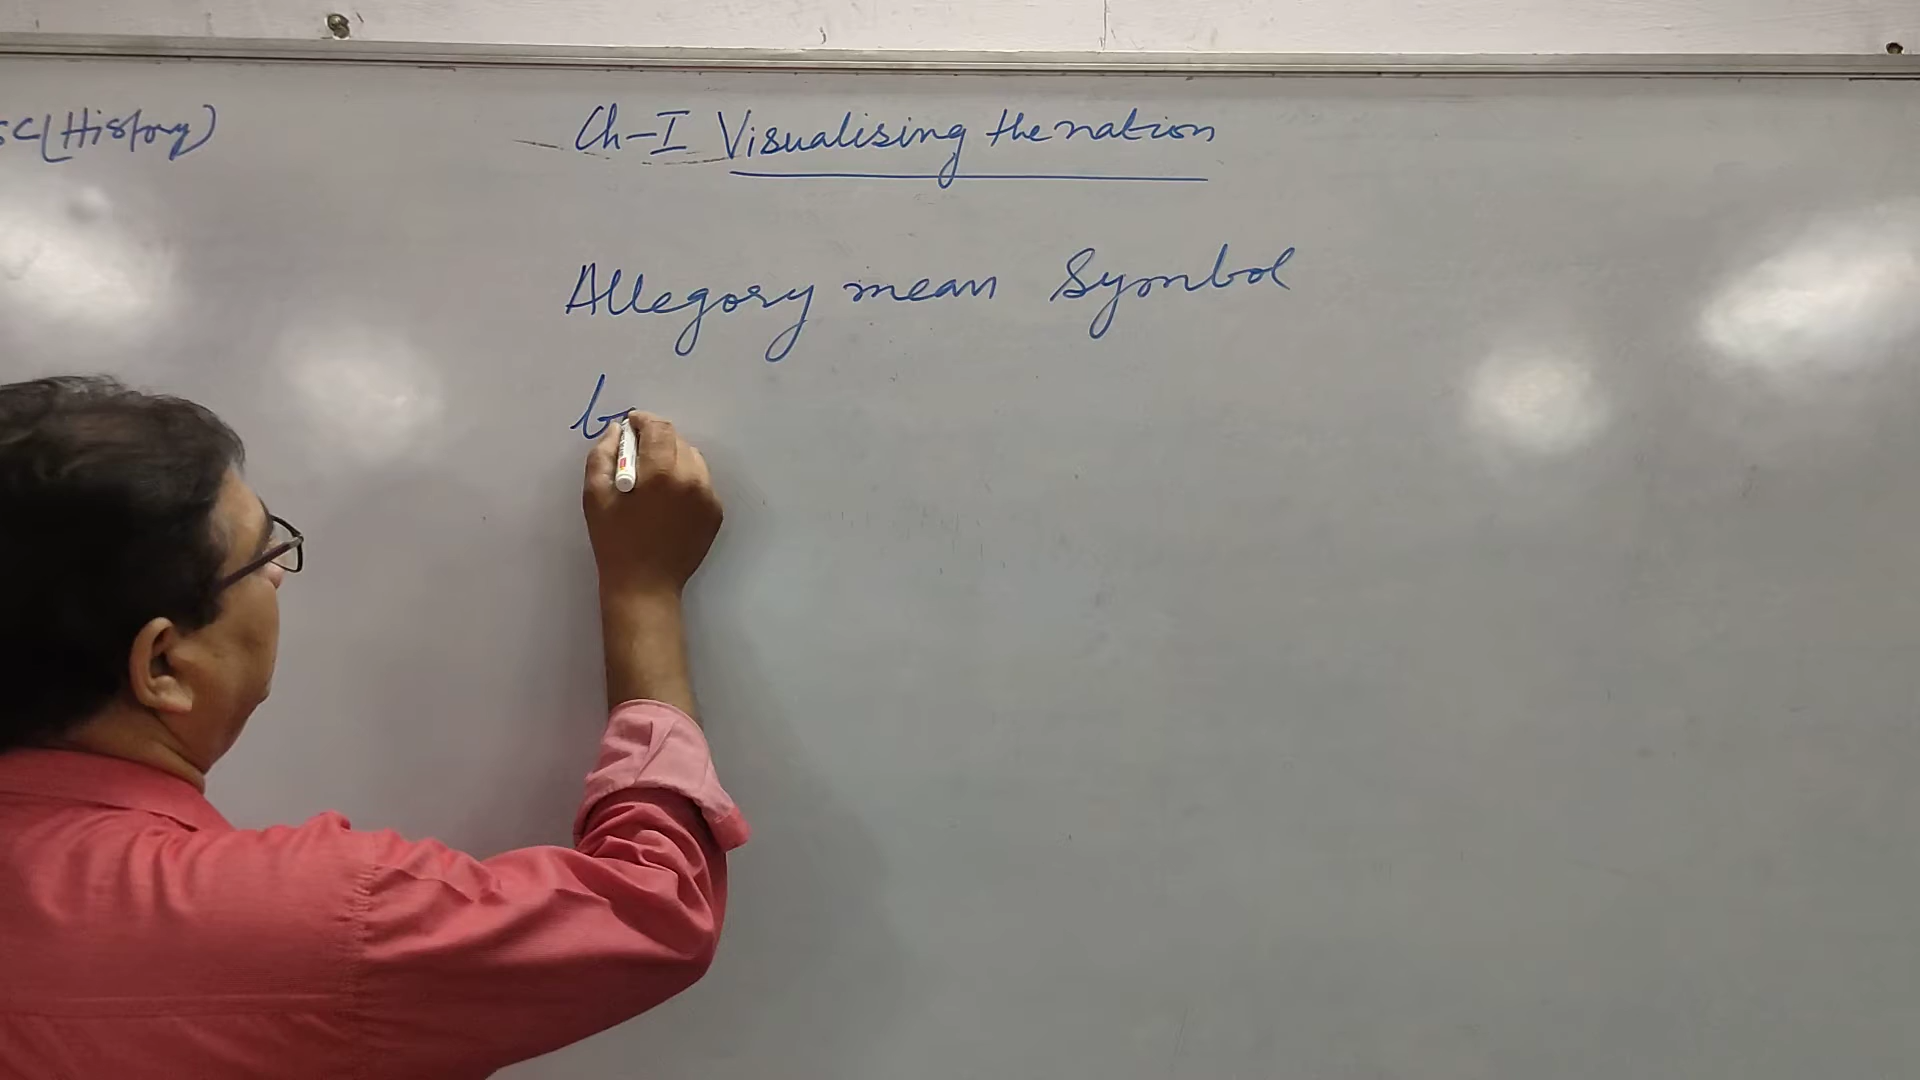 SC(History)
Ch-I Visualising the nation
Allegory mean Symbol
b